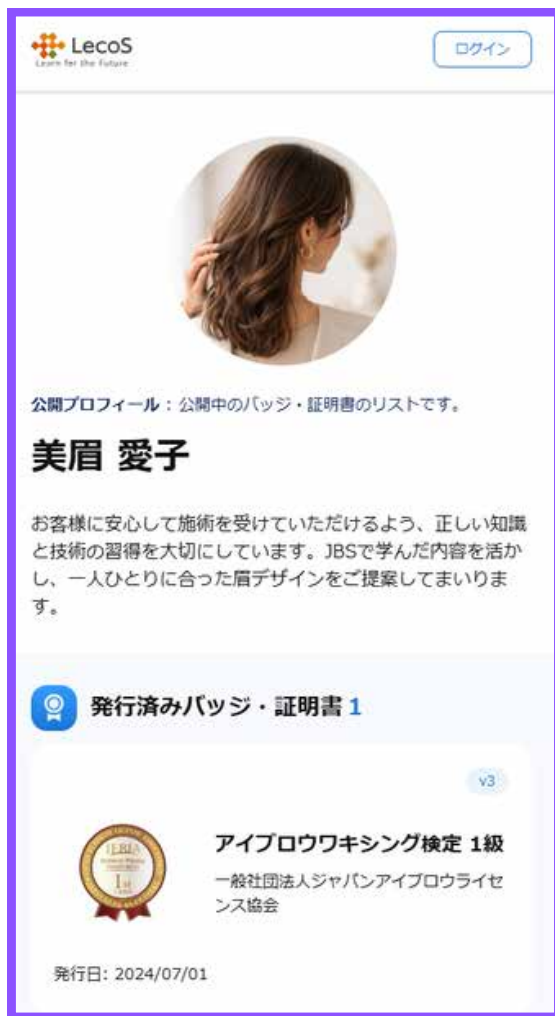 LecoS
Learn for the Future
ログイン
公開プロフィール：公開中のバッジ・証明書のリストです。
美眉 愛子
お客様に安心して施術を受けていただけるよう、正しい知識
と技術の習得を大切にしています。JBSで学んだ内容を活か
し、一人ひとりに合った眉デザインをご提案してまいりま
す。
発行済みバッジ・証明書 1
v3
アイブロウワキシング検定 1級
一般社団法人ジャパンアイブロウライセ
ンス協会
1st
発行日: 2024/07/01